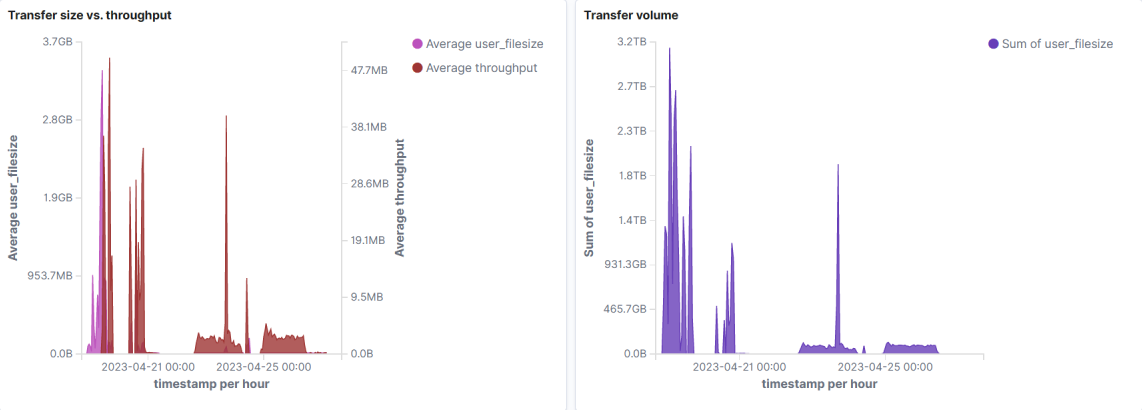 Transfer size vs. throughput
3.7GB
2.8GB
1.9GB
953.7MB
0.0B
Average user_filesize
47.7MB
38.1MB
28.6MB
19.1MB
9.5MB
0.0B
Average throughput
2023-04-21 00:00
2023-04-25 00:00
timestamp per hour
Average user_filesize
Average throughput
Transfer volume
3.2TB
2.7TB
2.3TB
1.8TB
1.4TB
931.3GB
465.7GB
0.0B
Sum of user_filesize
2023-04-21 00:00
2023-04-25 00:00
timestamp per hour
Sum of user_filesize